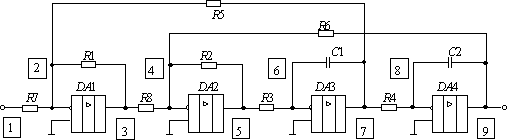 R5
R6
2 R1 4 R2 6 C1 8 C2
DA1 DA2 DA3 DA4
R7 R8 R3 R4
1 3 5 7 9